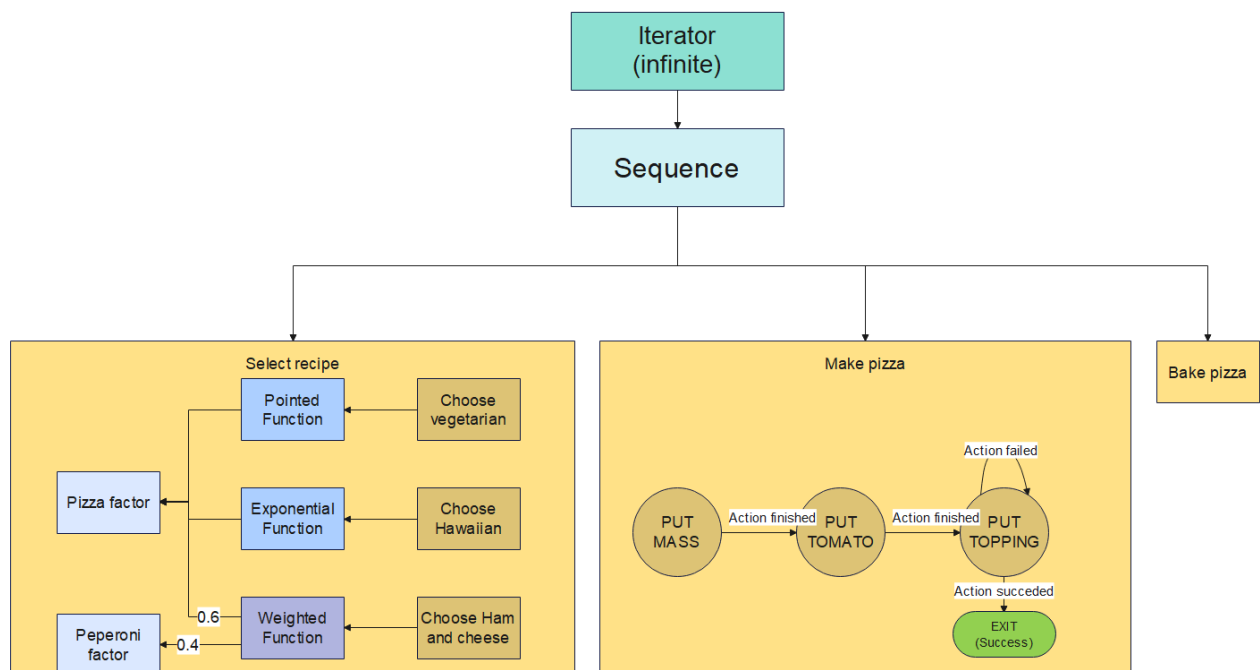 Iterator
(infinite)
Sequence
Select recipe
Pointed
Function
Choose
vegetarian
Pizza factor
Exponential
Function
Choose
Hawaiian
0.6
Weighted
Function
Choose Ham
and cheese
Peperoni
factor
0.4
Make pizza
Action failed
PUT
MASS
Action finished
PUT
TOMATO
Action finished
PUT
TOPPING
Action succeded
EXIT
(Success)
Bake pizza